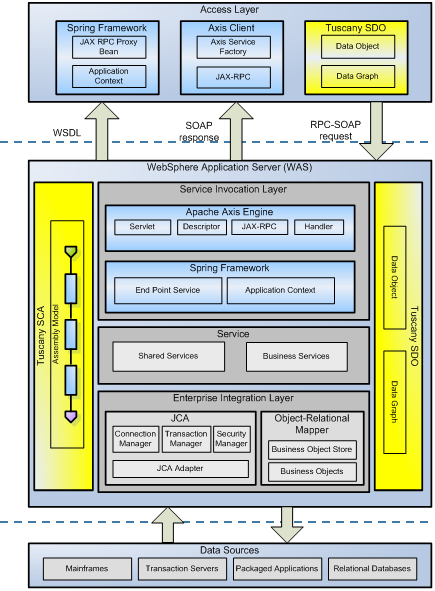 Access Layer
Spring Framework
JAX RPC Proxy
Bean
Application
Context
Axis Client
Axis Service
Factory
JAX-RPC
Tuscany SDO
Data Object
Data Graph
WSDL
SOAP
response
RPC-SOAP
request
WebSphere Application Server (WAS)
Tuscany SCA
Assembly Model
Service Invocation Layer
Apache Axis Engine
Servlet
Descriptor
JAX-RPC
Handler
Spring Framework
End Point Service
Application Context
Service
Shared Services
Business Services
Enterprise Integration Layer
JCA
Connection
Manager
Transaction
Manager
Security
Manager
JCA Adapter
Object-Relational
Mapper
Business Object Store
Business Objects
Tuscany SDO
Data Object
Data Graph
Data Sources
Mainframes
Transaction Servers
Packaged Applications
Relational Databases